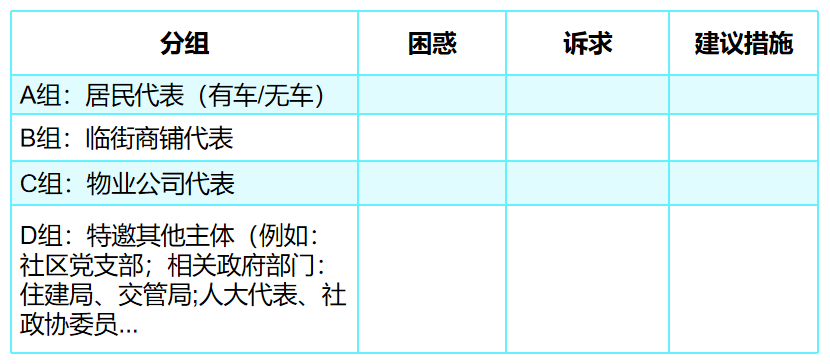 分组 困惑 诉求 建议措施
A组：居民代表（有车/无车）
B组：临街商铺代表
C组：物业公司代表
D组：特邀其他主体（例如：
社区党支部；相关政府部门：
住建局、交管局;人大代表、社
政协委员...